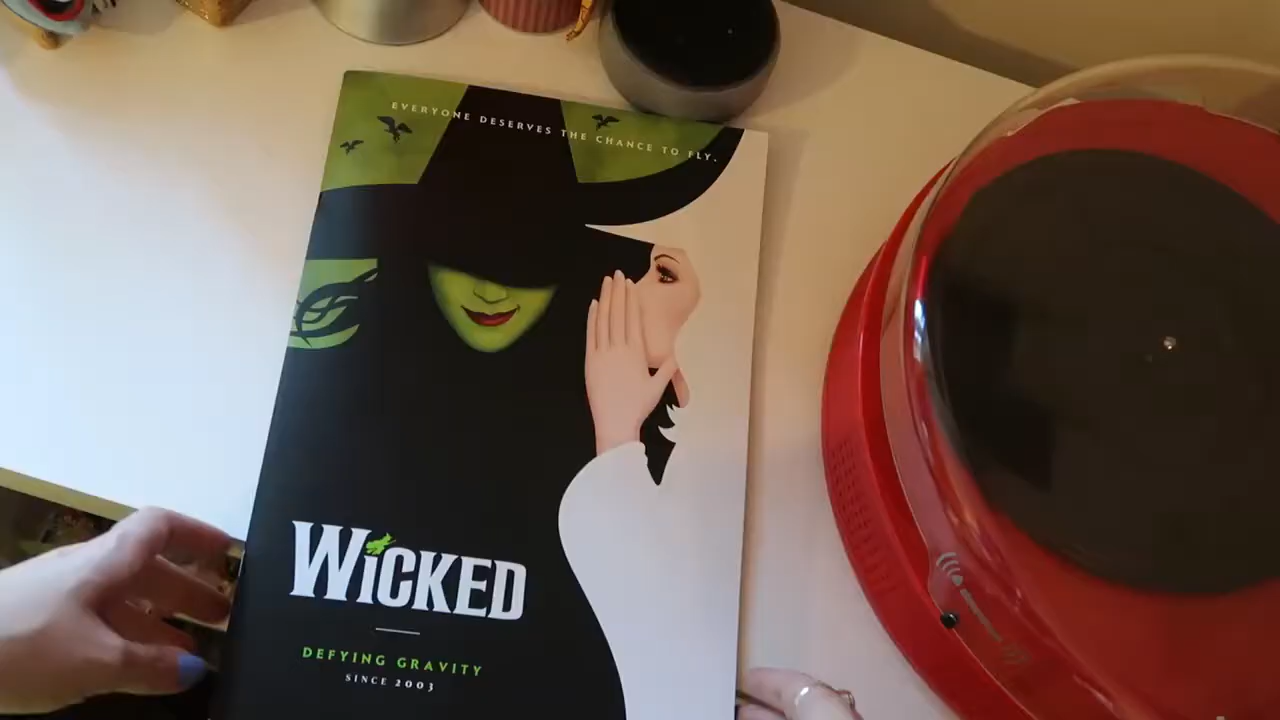 EVERYONE DESERVES THE CHANCE TO FLY.
WICKED
DEFYING GRAVITY
SINCE 2003